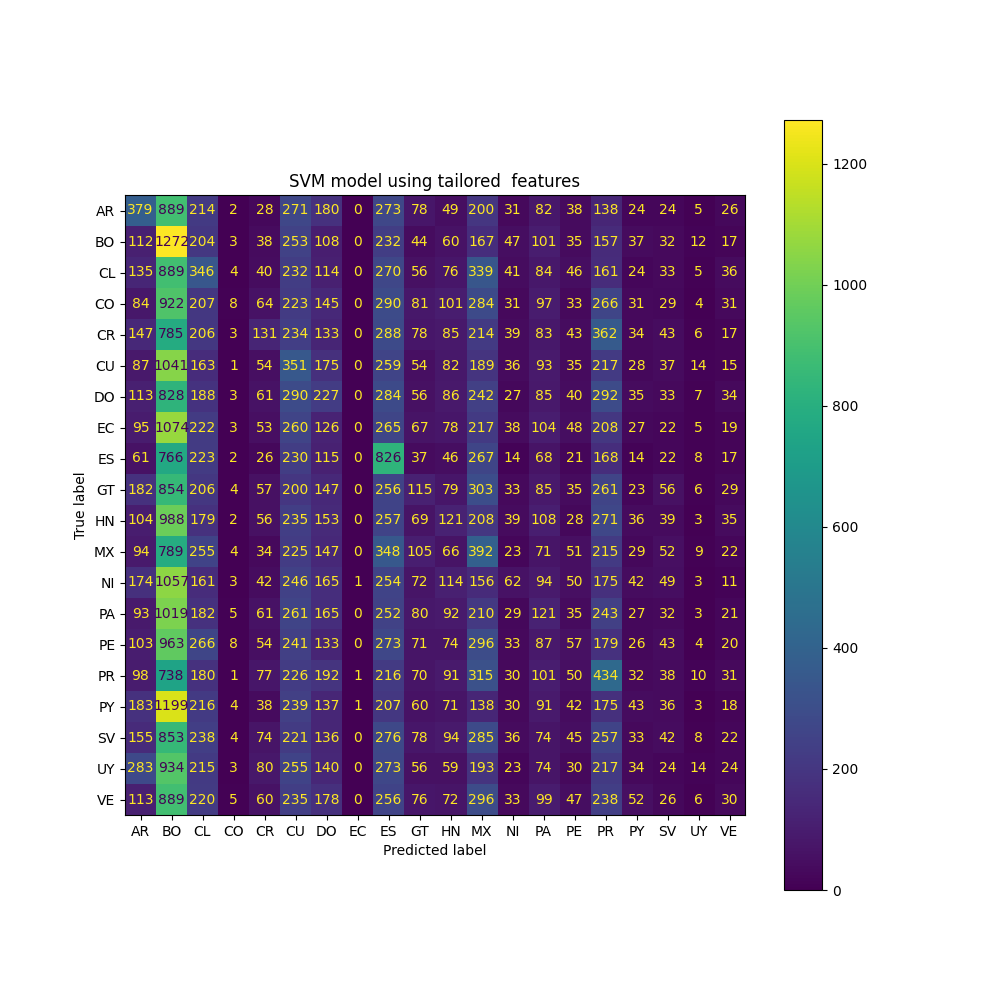 SVM model using tailored  features
AR 379 889 214 2 28 271 180 0 273 78 49 200 31 82 38 138 24 24 5 26
BO 112 1272 204 3 38 253 108 0 232 44 60 167 47 101 35 157 37 32 12 17
CL 135 889 346 4 40 232 114 0 270 56 76 339 41 84 46 161 24 33 5 36
CO 84 922 207 8 64 223 145 0 290 81 101 284 31 97 33 266 31 29 4 31
CR 147 785 206 3 131 234 133 0 288 78 85 214 39 83 43 362 34 43 6 17
CU 87 1041 163 1 54 351 175 0 259 54 82 189 36 93 35 217 28 37 14 15
DO 113 828 188 3 61 290 227 0 284 56 86 242 27 85 40 292 35 33 7 34
EC 95 1074 222 3 53 260 126 0 265 67 78 217 38 104 48 208 27 22 5 19
ES 61 766 223 2 26 230 115 0 826 37 46 267 14 68 21 168 14 22 8 17
GT 182 854 206 4 57 200 147 0 256 115 79 303 33 85 35 261 23 56 6 29
HN 104 988 179 2 56 235 153 0 257 69 121 208 39 108 28 271 36 39 3 35
MX 94 789 255 4 34 225 147 0 348 105 66 392 23 71 51 215 29 52 9 22
NI 174 1057 161 3 42 246 165 1 254 72 114 156 62 94 50 175 42 49 3 11
PA 93 1019 182 5 61 261 165 0 252 80 92 210 29 121 35 243 27 32 3 21
PE 103 963 266 8 54 241 133 0 273 71 74 296 33 87 57 179 26 43 4 20
PR 98 738 180 1 77 226 192 1 216 70 91 315 30 101 50 434 32 38 10 31
PY 183 1199 216 4 38 239 137 1 207 60 71 138 30 91 42 175 43 36 3 18
SV 155 853 238 4 74 221 136 0 276 78 94 285 36 74 45 257 33 42 8 22
UY 283 934 215 3 80 255 140 0 273 56 59 193 23 74 30 217 34 24 14 24
VE 113 889 220 5 60 235 178 0 256 76 72 296 33 99 47 238 52 26 6 30
AR BO CL CO CR CU DO EC ES GT HN MX NI PA PE PR PY SV UY VE
Predicted label
True label
1200
1000
800
600
400
200
0